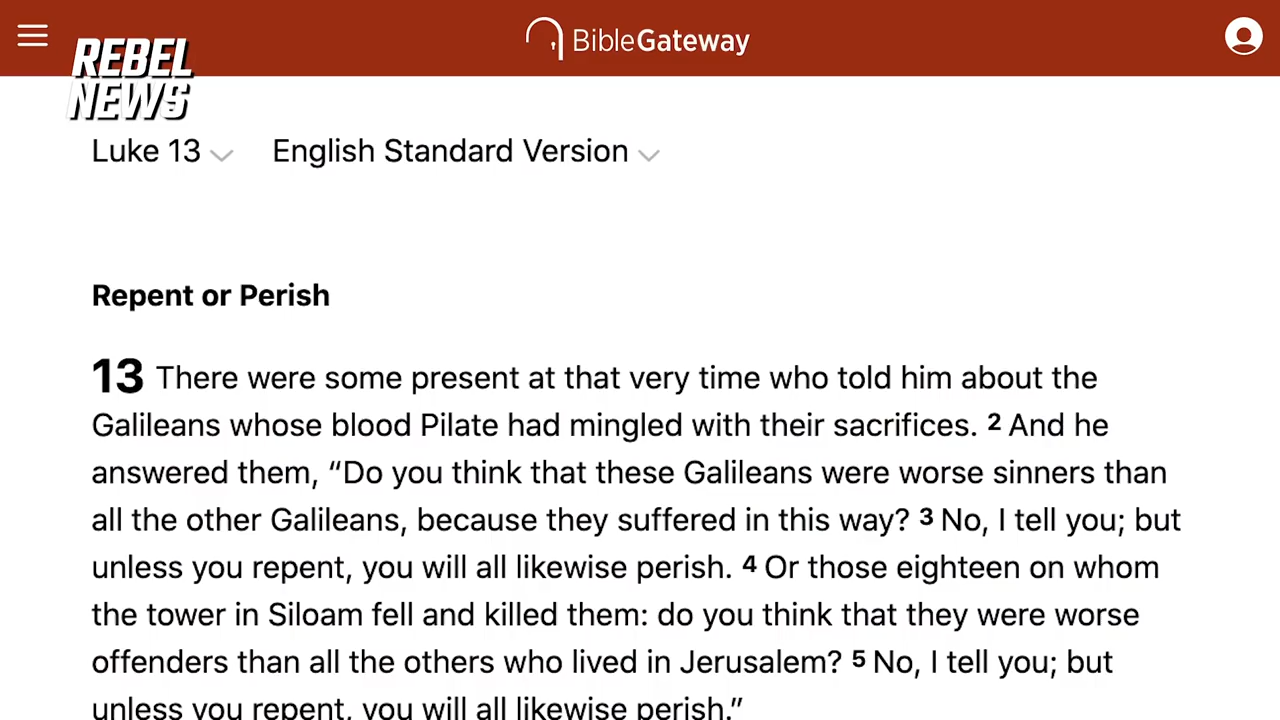 BibleGateway
REBEL
NEWS
Luke 13 English Standard Version
Repent or Perish
13 There were some present at that very time who told him about the
Galileans whose blood Pilate had mingled with their sacrifices. 2 And he
answered them, “Do you think that these Galileans were worse sinners than
all the other Galileans, because they suffered in this way? 3 No, I tell you; but
unless you repent, you will all likewise perish. 4 Or those eighteen on whom
the tower in Siloam fell and killed them: do you think that they were worse
offenders than all the others who lived in Jerusalem? 5 No, I tell you; but
unless you repent, you will all likewise perish.”